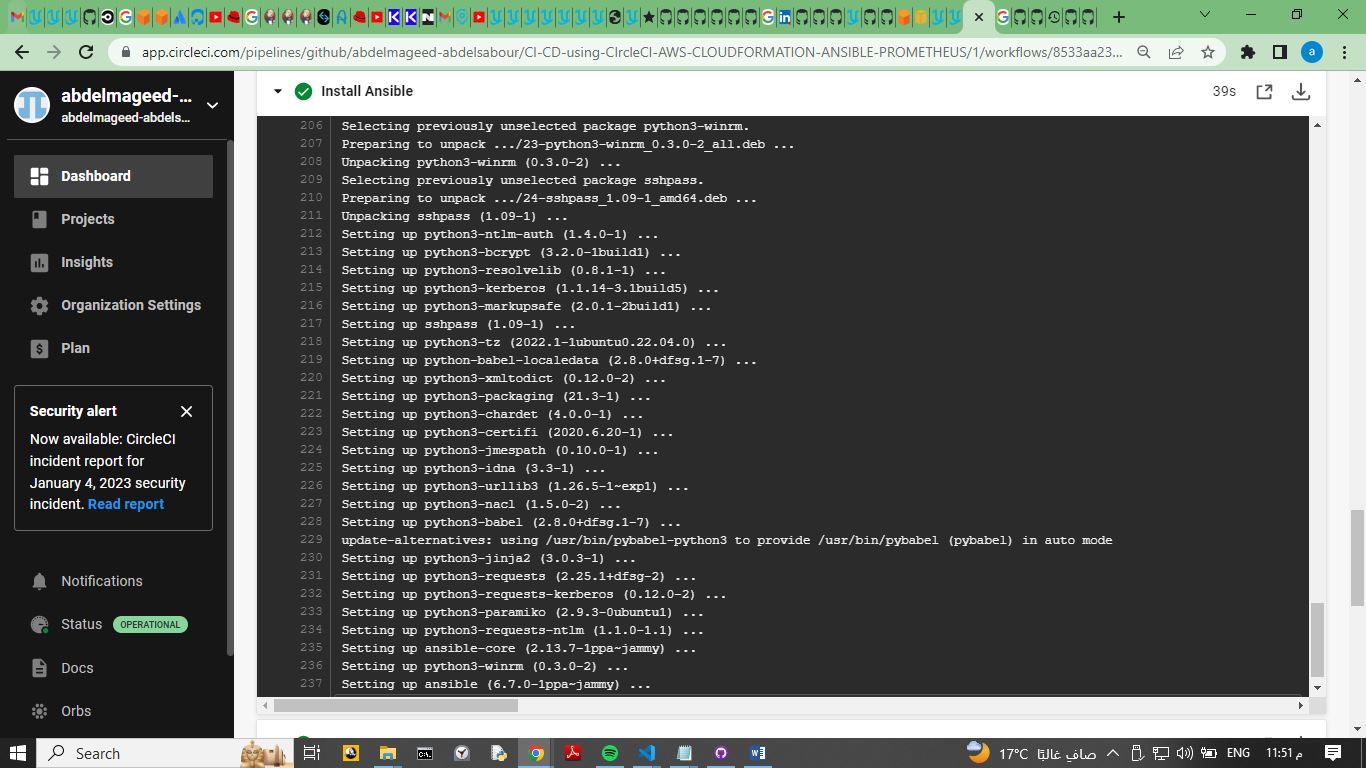 app.circleci.com/pipelines/github/abdelmageed-abdelsabour/CI-CD-using-CIrcleCI-AWS-CLOUDFORMATION-ANSIBLE-PROMETHEUS/1/workflows/8533aa23...
a
abdelmageed-...
abdelmageed-abdels...
Dashboard
Projects
Insights
Organization Settings
Plan
Security alert
Now available: CircleCI
incident report for
January 4, 2023 security
incident. Read report
Notifications
Status OPERATIONAL
Docs
Orbs
Install Ansible 39s
206 Selecting previously unselected package python3-winrm.
207 Preparing to unpack .../23-python3-winrm_0.3.0-2_all.deb ...
208 Unpacking python3-winrm (0.3.0-2) ...
209 Selecting previously unselected package sshpass.
210 Preparing to unpack .../24-sshpass_1.09-1_amd64.deb ...
211 Unpacking sshpass (1.09-1) ...
212 Setting up python3-ntlm-auth (1.4.0-1) ...
213 Setting up python3-bcrypt (3.2.0-1build1) ...
214 Setting up python3-resolvelib (0.8.1-1) ...
215 Setting up python3-kerberos (1.1.14-3.1build5) ...
216 Setting up python3-markupsafe (2.0.1-2build1) ...
217 Setting up sshpass (1.09-1) ...
218 Setting up python3-tz (2022.1-1ubuntu0.22.04.0) ...
219 Setting up python-babel-localedata (2.8.0+dfsg.1-7) ...
220 Setting up python3-xmltodict (0.12.0-2) ...
221 Setting up python3-packaging (21.3-1) ...
222 Setting up python3-chardet (4.0.0-1) ...
223 Setting up python3-certifi (2020.6.20-1) ...
224 Setting up python3-jmespath (0.10.0-1) ...
225 Setting up python3-idna (3.3-1) ...
226 Setting up python3-urllib3 (1.26.5-1~exp1) ...
227 Setting up python3-nacl (1.5.0-2) ...
228 Setting up python3-babel (2.8.0+dfsg.1-7) ...
229 update-alternatives: using /usr/bin/pybabel-python3 to provide /usr/bin/pybabel (pybabel) in auto mode
230 Setting up python3-jinja2 (3.0.3-1) ...
231 Setting up python3-requests (2.25.1+dfsg-2) ...
232 Setting up python3-requests-kerberos (0.12.0-2) ...
233 Setting up python3-paramiko (2.9.3-0ubuntu1) ...
234 Setting up python3-requests-ntlm (1.1.0-1.1) ...
235 Setting up ansible-core (2.13.7-1ppa~jammy) ...
236 Setting up python3-winrm (0.3.0-2) ...
237 Setting up ansible (6.7.0-1ppa~jammy) ...
Search
17°C صافٍ غالبًا ENG 11:51 م